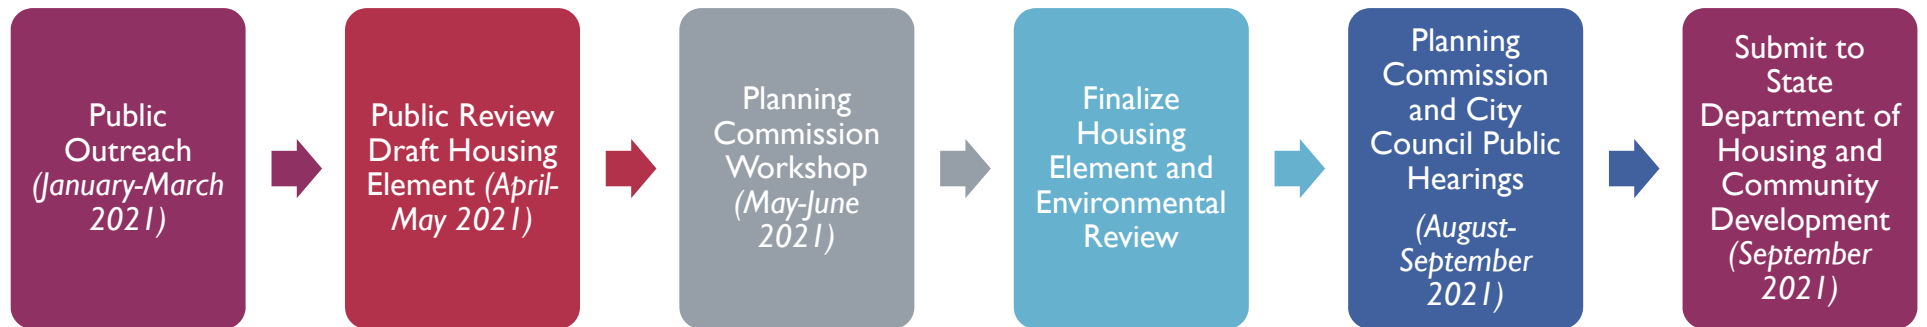 Public
Outreach
(January-March
2021)
Public Review
Draft Housing
Element (April-
May 2021)
Planning
Commission
Workshop
(May-June
2021)
Finalize
Housing
Element and
Environmental
Review
Planning
Commission
and City
Council Public
Hearings
(August-
September
2021)
Submit to
State
Department of
Housing and
Community
Development
(September
2021)